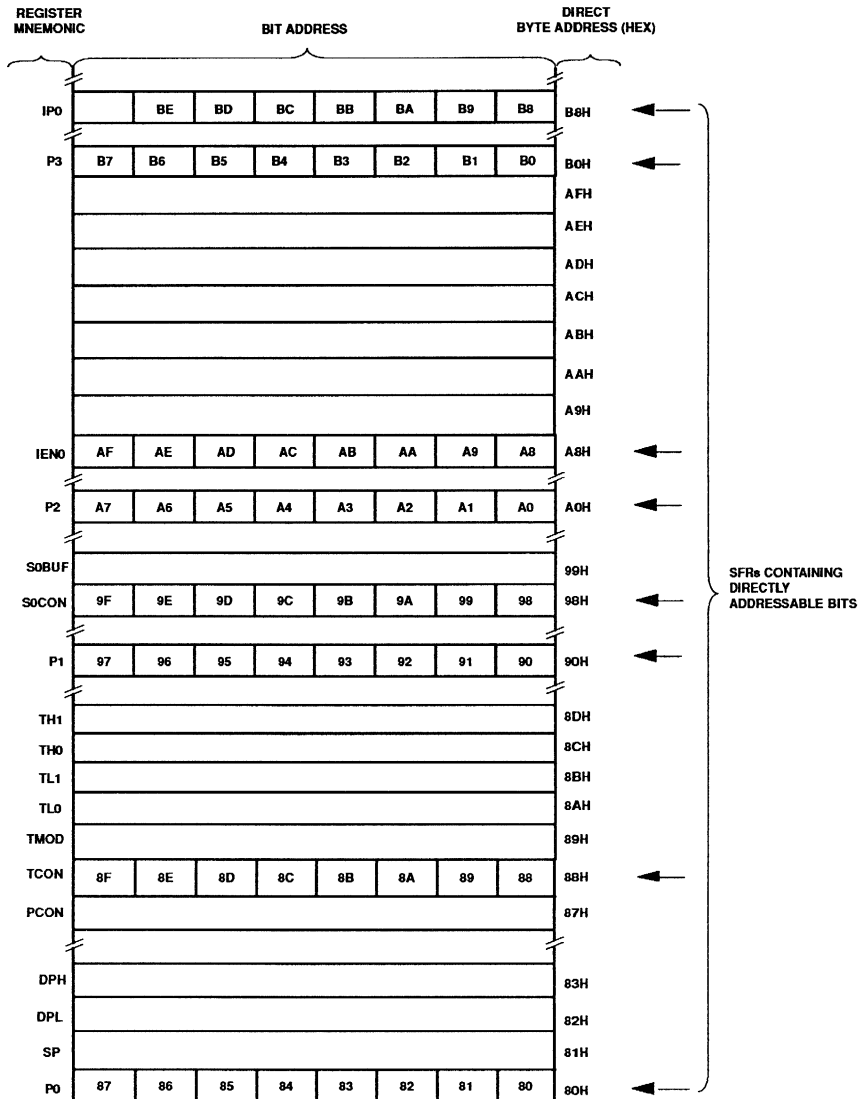 REGISTER MNEMONIC BIT ADDRESS DIRECT BYTE ADDRESS (HEX)
IP0 BE BD BC BB BA B9 B8 B8H
P3 B7 B6 B5 B4 B3 B2 B1 B0 B0H
AFH
AEH
ADH
ACH
ABH
AAH
A9H
IEN0 AF AE AD AC AB AA A9 A8 A8H
P2 A7 A6 A5 A4 A3 A2 A1 A0 A0H
S0BUF 99H
S0CON 9F 9E 9D 9C 9B 9A 99 98 98H
SFRs CONTAINING
DIRECTLY
ADDRESSABLE BITS
P1 97 96 95 94 93 92 91 90 90H
TH1 8DH
TH0 8CH
TL1 8BH
TL0 8AH
TMOD 89H
TCON 8F 8E 8D 8C 8B 8A 89 88 88H
PCON 87H
DPH 83H
DPL 82H
SP 81H
P0 87 86 85 84 83 82 81 80 80H